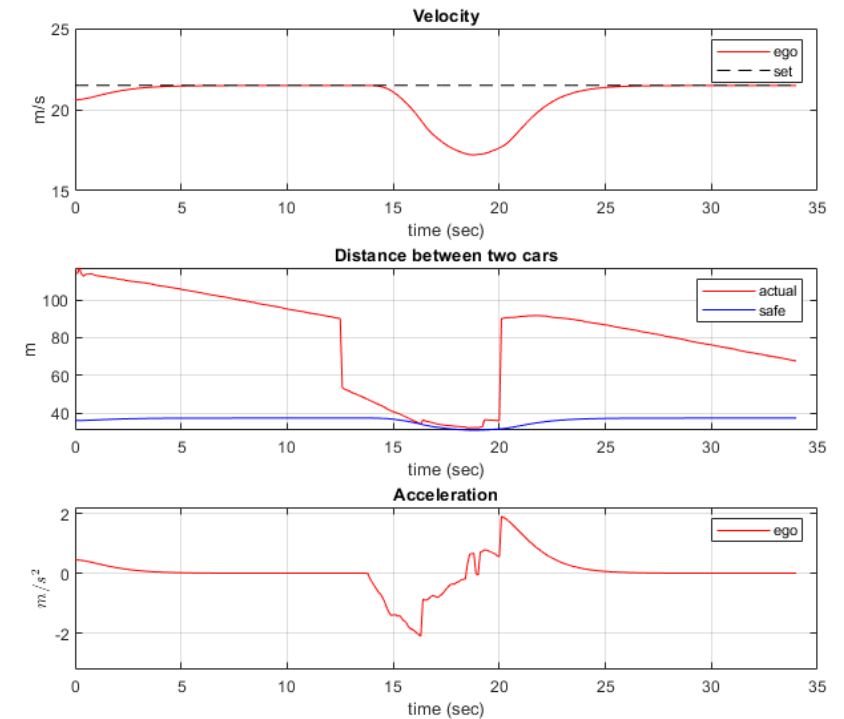 Velocity
25
20
15
m/s
ego
set
0 5 10 15 20 25 30 35
time (sec)
Distance between two cars
100
80
60
40
m
actual
safe
0 5 10 15 20 25 30 35
time (sec)
Acceleration
2
0
-2
m/s²
ego
0 5 10 15 20 25 30 35
time (sec)